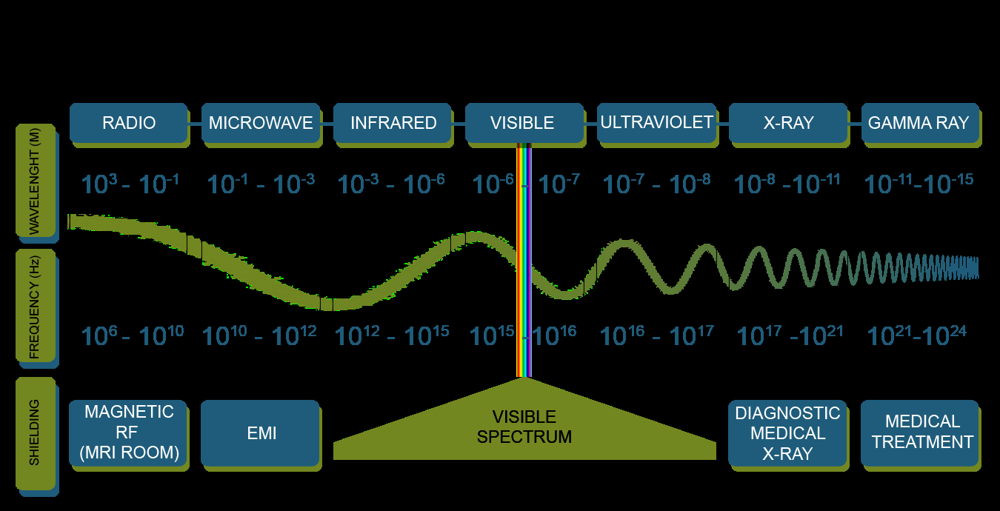 RADIO MICROWAVE INFRARED VISIBLE ULTRAVIOLET X-RAY GAMMA RAY
WAVELENGHT (M)
10³ - 10⁻¹ 10⁻¹ - 10⁻³ 10⁻³ - 10⁻⁶ 10⁻⁶ - 10⁻⁷ 10⁻⁷ - 10⁻⁸ 10⁻⁸ -10⁻¹¹ 10⁻¹¹-10⁻¹⁵
FREQUENCY (Hz)
10⁶ - 10¹⁰ 10¹⁰ - 10¹² 10¹² - 10¹⁵ 10¹⁵ - 10¹⁶ 10¹⁶ - 10¹⁷ 10¹⁷ -10²¹ 10²¹-10²⁴
SHIELDING
MAGNETIC
RF
(MRI ROOM)
EMI
VISIBLE
SPECTRUM
DIAGNOSTIC
MEDICAL
X-RAY
MEDICAL
TREATMENT